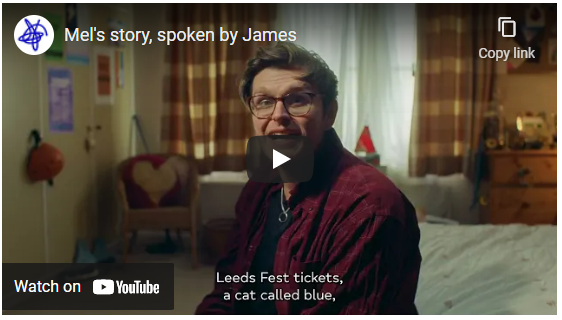 Mel's story, spoken by James
Copy link
Leeds Fest tickets,
a cat called blue,
Watch on YouTube